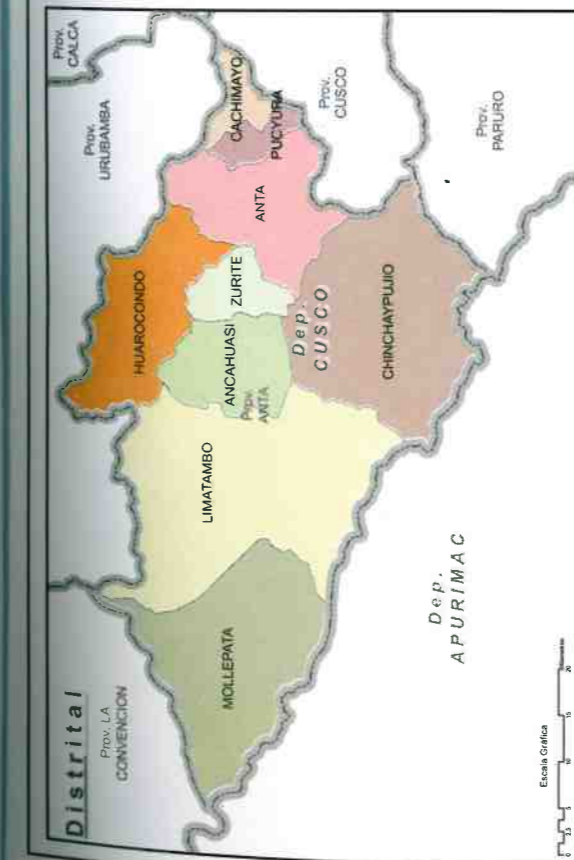 Distrital
Prov. LA
CONVENCION
Prov.
URUBAMBA
Prov.
CALCA
HUAROCONDO
CACHIMAYO
PUCYURA
Prov.
CUSCO
ANTA
ZURITE
ANCAHUASI
Prov.
ANTA
LIMATAMBO
MOLLEPATA
Dep.
CUSCO
CHINCHAYPUJIO
Prov.
PARURO
Dep.
APURIMAC
Escala Gráfica
0 2.5 5 10 15 20
Kilometros